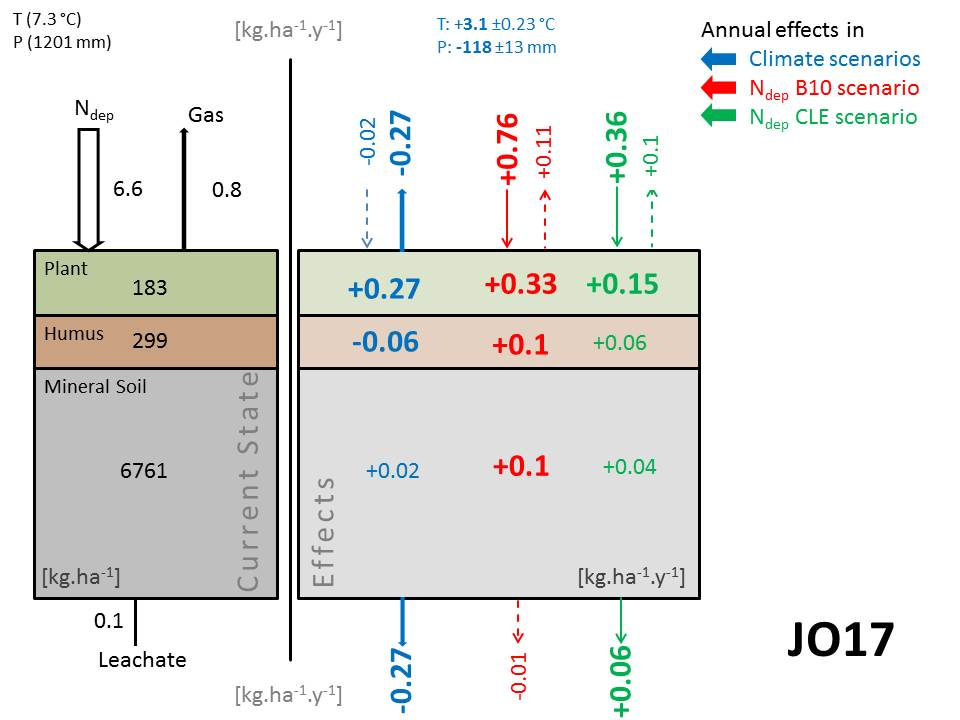 T (7.3 °C)
P (1201 mm)
[kg.ha-1.y-1]
T: +3.1 ±0.23 °C
P: -118 ±13 mm
Annual effects in
Climate scenarios
Ndep B10 scenario
Ndep CLE scenario
Ndep
Gas
6.6
0.8
-0.02
-0.27
+0.76
+0.11
+0.36
+0.1
Plant
183
+0.27
+0.33
+0.15
Humus
299
-0.06
+0.1
+0.06
Mineral Soil
6761
Current State
[kg.ha-1]
Effects
+0.02
+0.1
+0.04
[kg.ha-1.y-1]
0.1
Leachate
[kg.ha-1.y-1]
-0.27
-0.01
+0.06
JO17